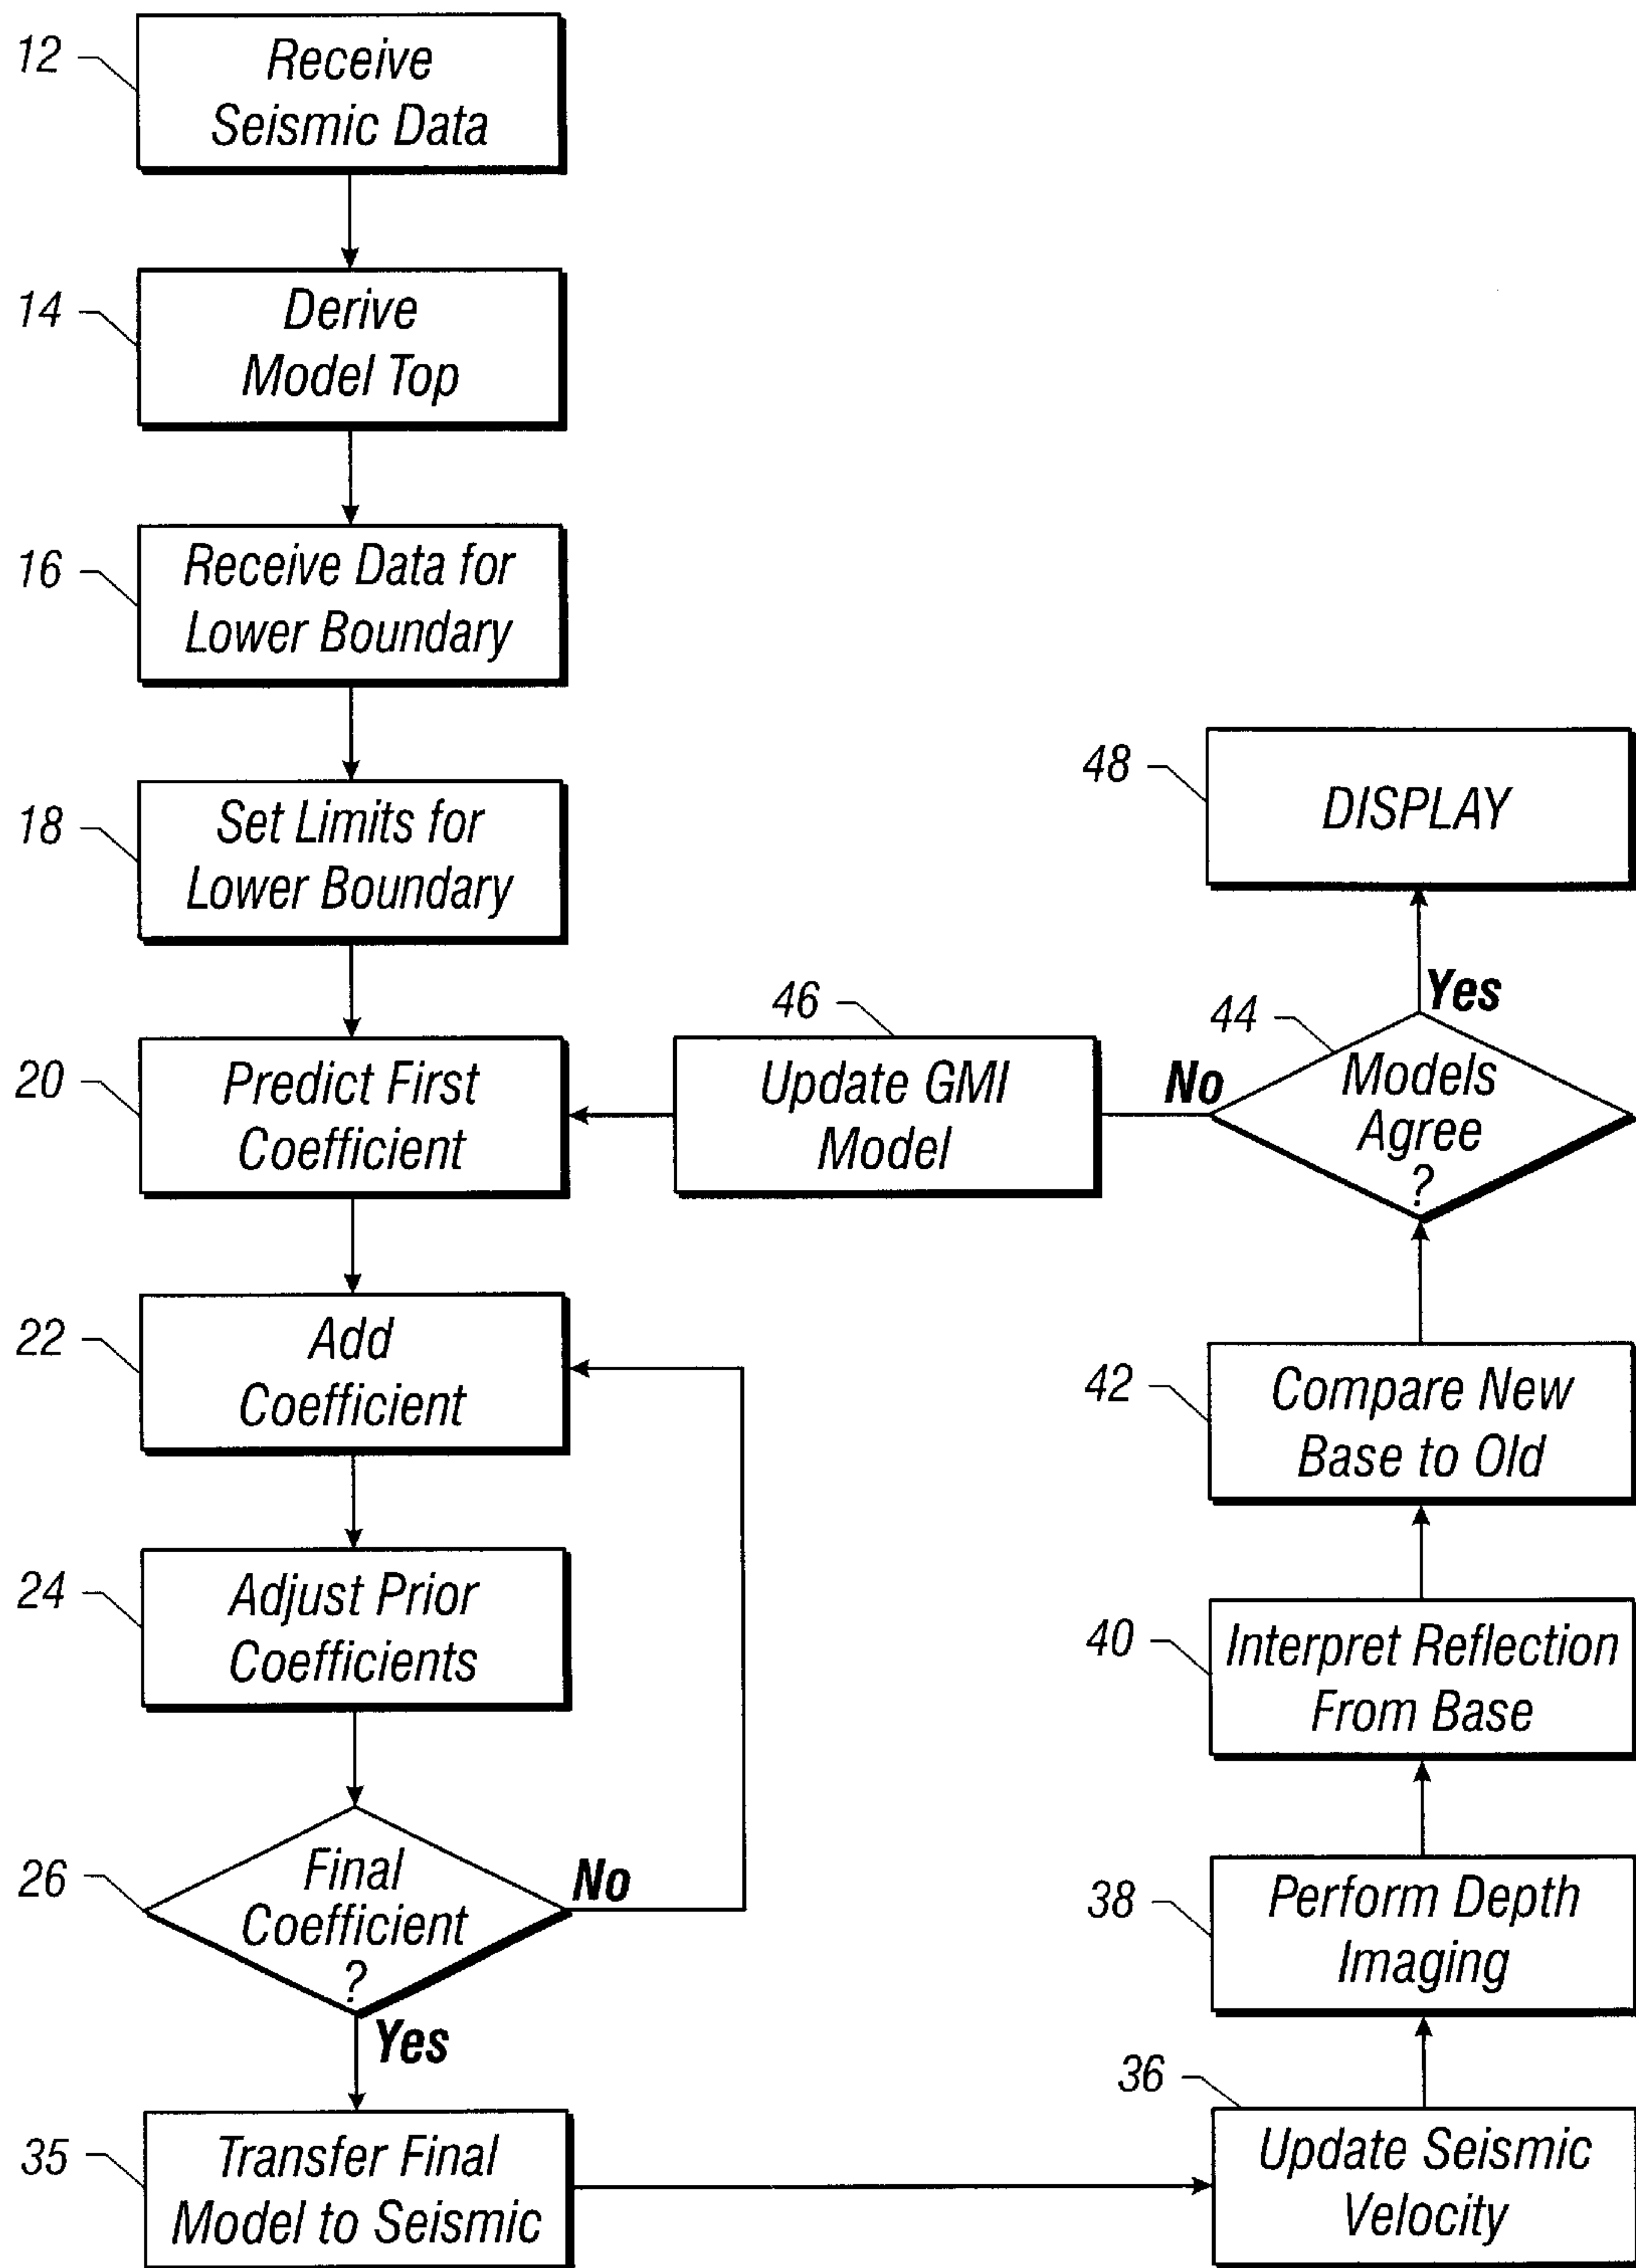 12
Receive
Seismic Data
14
Derive
Model Top
16
Receive Data for
Lower Boundary
18
Set Limits for
Lower Boundary
20
Predict First
Coefficient
22
Add
Coefficient
24
Adjust Prior
Coefficients
26
Final
Coefficient
?
No
Yes
35
Transfer Final
Model to Seismic
36
Update Seismic
Velocity
38
Perform Depth
Imaging
40
Interpret Reflection
From Base
42
Compare New
Base to Old
44
Models
Agree
?
No
Yes
46
Update GMI
Model
48
DISPLAY